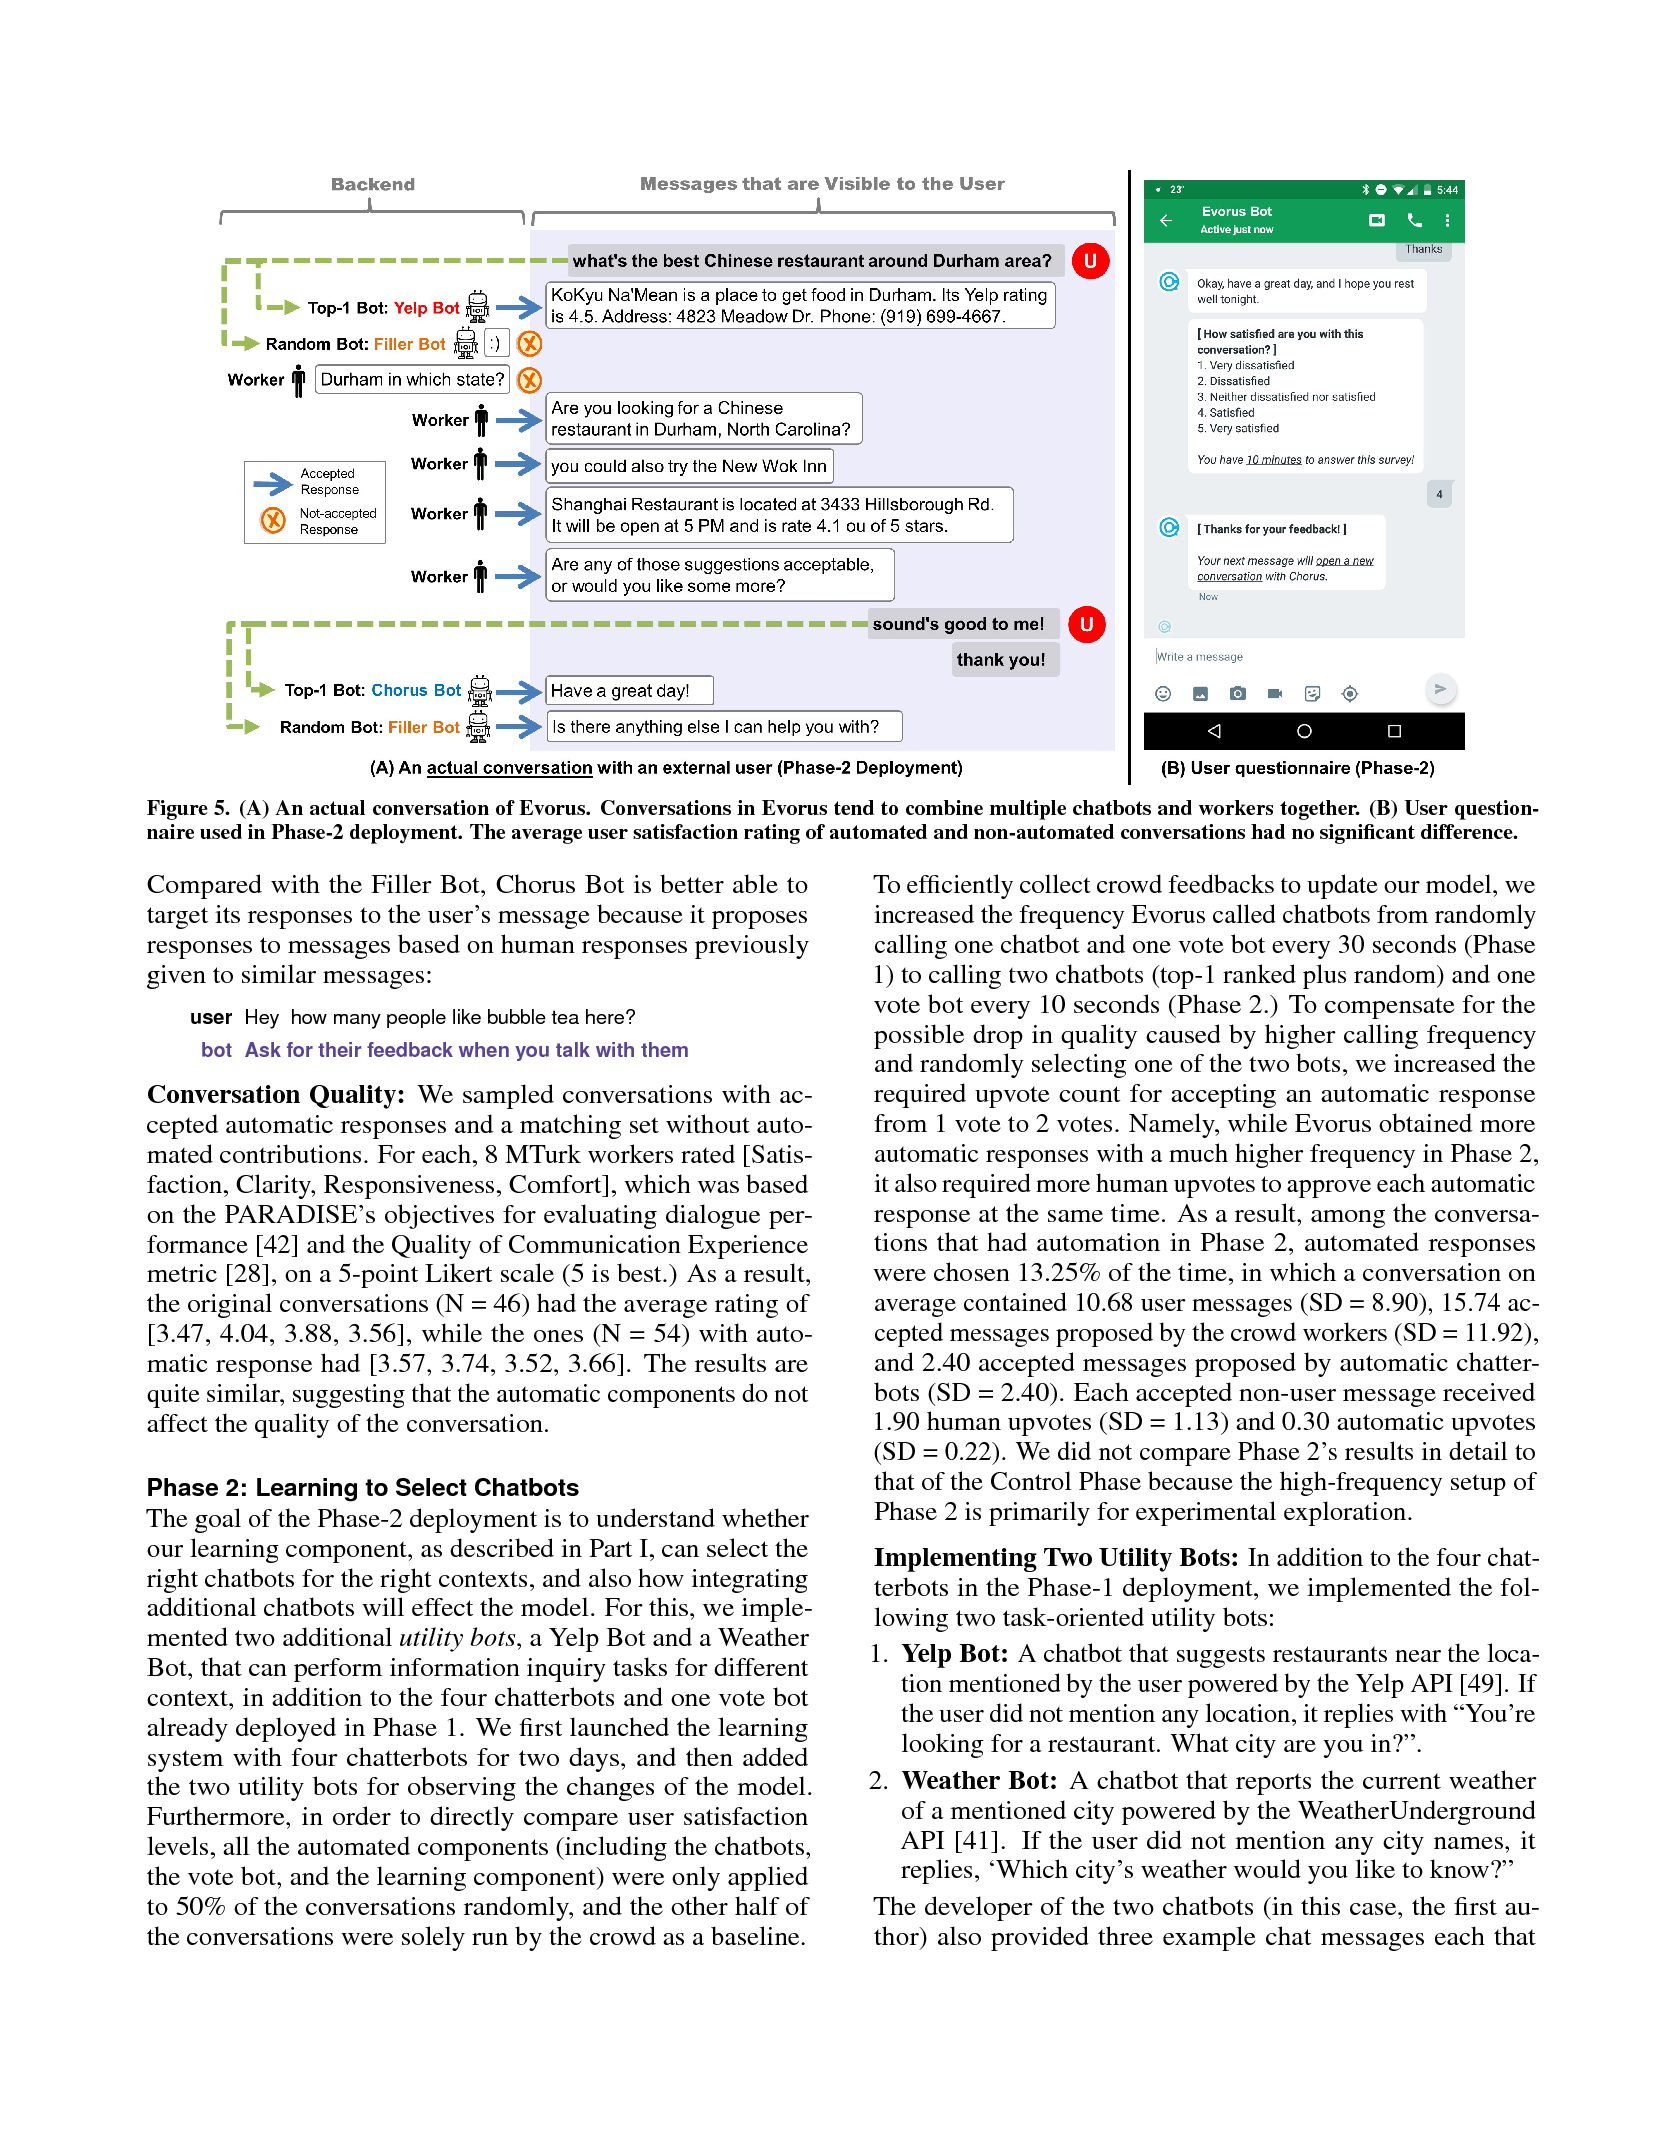 Backend
Messages that are Visible to the User
what's the best Chinese restaurant around Durham area?
U
Top-1 Bot: Yelp Bot
KoKyu Na'Mean is a place to get food in Durham. Its Yelp rating
is 4.5. Address: 4823 Meadow Dr. Phone: (919) 699-4667.
Random Bot: Filler Bot
:)
X
Worker
Durham in which state?
X
Worker
Are you looking for a Chinese
restaurant in Durham, North Carolina?
Worker
you could also try the New Wok Inn
Accepted
Response
X
Not-accepted
Response
Worker
Shanghai Restaurant is located at 3433 Hillsborough Rd.
It will be open at 5 PM and is rate 4.1 ou of 5 stars.
Worker
Are any of those suggestions acceptable,
or would you like some more?
sound's good to me!
U
thank you!
Top-1 Bot: Chorus Bot
Have a great day!
Random Bot: Filler Bot
Is there anything else I can help you with?
(A) An actual conversation with an external user (Phase-2 Deployment)
23°
5:44
Evorus Bot
Active just now
Thanks
Okay, have a great day, and I hope you rest
well tonight.
[ How satisfied are you with this
conversation? ]
1. Very dissatisfied
2. Dissatisfied
3. Neither dissatisfied nor satisfied
4. Satisfied
5. Very satisfied
You have 10 minutes to answer this survey!
4
[ Thanks for your feedback! ]
Your next message will open a new
conversation with Chorus.
Now
Write a message
(B) User questionnaire (Phase-2)
Figure 5. (A) An actual conversation of Evorus. Conversations in Evorus tend to combine multiple chatbots and workers together. (B) User question-
naire used in Phase-2 deployment. The average user satisfaction rating of automated and non-automated conversations had no significant difference.
Compared with the Filler Bot, Chorus Bot is better able to
target its responses to the user's message because it proposes
responses to messages based on human responses previously
given to similar messages:
user Hey how many people like bubble tea here?
bot Ask for their feedback when you talk with them
Conversation Quality: We sampled conversations with ac-
cepted automatic responses and a matching set without auto-
mated contributions. For each, 8 MTurk workers rated [Satis-
faction, Clarity, Responsiveness, Comfort], which was based
on the PARADISE's objectives for evaluating dialogue per-
formance [42] and the Quality of Communication Experience
metric [28], on a 5-point Likert scale (5 is best.) As a result,
the original conversations (N = 46) had the average rating of
[3.47, 4.04, 3.88, 3.56], while the ones (N = 54) with auto-
matic response had [3.57, 3.74, 3.52, 3.66]. The results are
quite similar, suggesting that the automatic components do not
affect the quality of the conversation.
Phase 2: Learning to Select Chatbots
The goal of the Phase-2 deployment is to understand whether
our learning component, as described in Part I, can select the
right chatbots for the right contexts, and also how integrating
additional chatbots will effect the model. For this, we imple-
mented two additional utility bots, a Yelp Bot and a Weather
Bot, that can perform information inquiry tasks for different
context, in addition to the four chatterbots and one vote bot
already deployed in Phase 1. We first launched the learning
system with four chatterbots for two days, and then added
the two utility bots for observing the changes of the model.
Furthermore, in order to directly compare user satisfaction
levels, all the automated components (including the chatbots,
the vote bot, and the learning component) were only applied
to 50% of the conversations randomly, and the other half of
the conversations were solely run by the crowd as a baseline.
To efficiently collect crowd feedbacks to update our model, we
increased the frequency Evorus called chatbots from randomly
calling one chatbot and one vote bot every 30 seconds (Phase
1) to calling two chatbots (top-1 ranked plus random) and one
vote bot every 10 seconds (Phase 2.) To compensate for the
possible drop in quality caused by higher calling frequency
and randomly selecting one of the two bots, we increased the
required upvote count for accepting an automatic response
from 1 vote to 2 votes. Namely, while Evorus obtained more
automatic responses with a much higher frequency in Phase 2,
it also required more human upvotes to approve each automatic
response at the same time. As a result, among the conversa-
tions that had automation in Phase 2, automated responses
were chosen 13.25% of the time, in which a conversation on
average contained 10.68 user messages (SD = 8.90), 15.74 ac-
cepted messages proposed by the crowd workers (SD = 11.92),
and 2.40 accepted messages proposed by automatic chatter-
bots (SD = 2.40). Each accepted non-user message received
1.90 human upvotes (SD = 1.13) and 0.30 automatic upvotes
(SD = 0.22). We did not compare Phase 2's results in detail to
that of the Control Phase because the high-frequency setup of
Phase 2 is primarily for experimental exploration.
Implementing Two Utility Bots: In addition to the four chat-
terbots in the Phase-1 deployment, we implemented the fol-
lowing two task-oriented utility bots:
1. Yelp Bot: A chatbot that suggests restaurants near the loca-
tion mentioned by the user powered by the Yelp API [49]. If
the user did not mention any location, it replies with “You're
looking for a restaurant. What city are you in?”.
2. Weather Bot: A chatbot that reports the current weather
of a mentioned city powered by the WeatherUnderground
API [41]. If the user did not mention any city names, it
replies, ‘Which city's weather would you like to know?”
The developer of the two chatbots (in this case, the first au-
thor) also provided three example chat messages each that